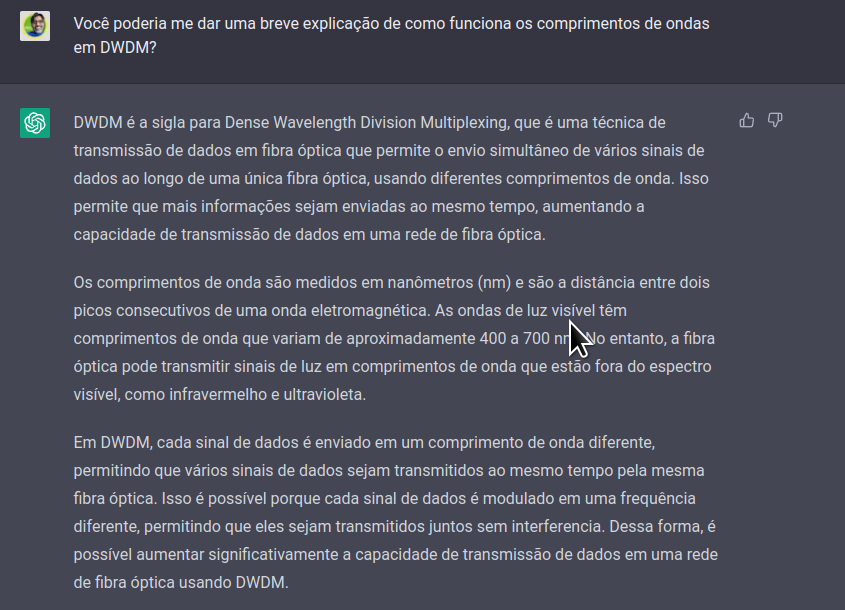 Você poderia me dar uma breve explicação de como funciona os comprimentos de ondas
em DWDM?
DWDM é a sigla para Dense Wavelength Division Multiplexing, que é uma técnica de
transmissão de dados em fibra óptica que permite o envio simultâneo de vários sinais de
dados ao longo de uma única fibra óptica, usando diferentes comprimentos de onda. Isso
permite que mais informações sejam enviadas ao mesmo tempo, aumentando a
capacidade de transmissão de dados em uma rede de fibra óptica.
Os comprimentos de onda são medidos em nanômetros (nm) e são a distância entre dois
picos consecutivos de uma onda eletromagnética. As ondas de luz visível têm
comprimentos de onda que variam de aproximadamente 400 a 700 No entanto, a fibra
óptica pode transmitir sinais de luz em comprimentos de onda que estão fora do espectro
visível, como infravermelho e ultravioleta.
Em DWDM, cada sinal de dados é enviado em um comprimento de onda diferente,
permitindo que vários sinais de dados sejam transmitidos ao mesmo tempo pela mesma
fibra óptica. Isso é possível porque cada sinal de dados é modulado em uma frequência
diferente, permitindo que eles sejam transmitidos juntos sem interferencia. Dessa forma, é
possível aumentar significativamente a capacidade de transmissão de dados em uma rede
de fibra óptica usando DWDM.